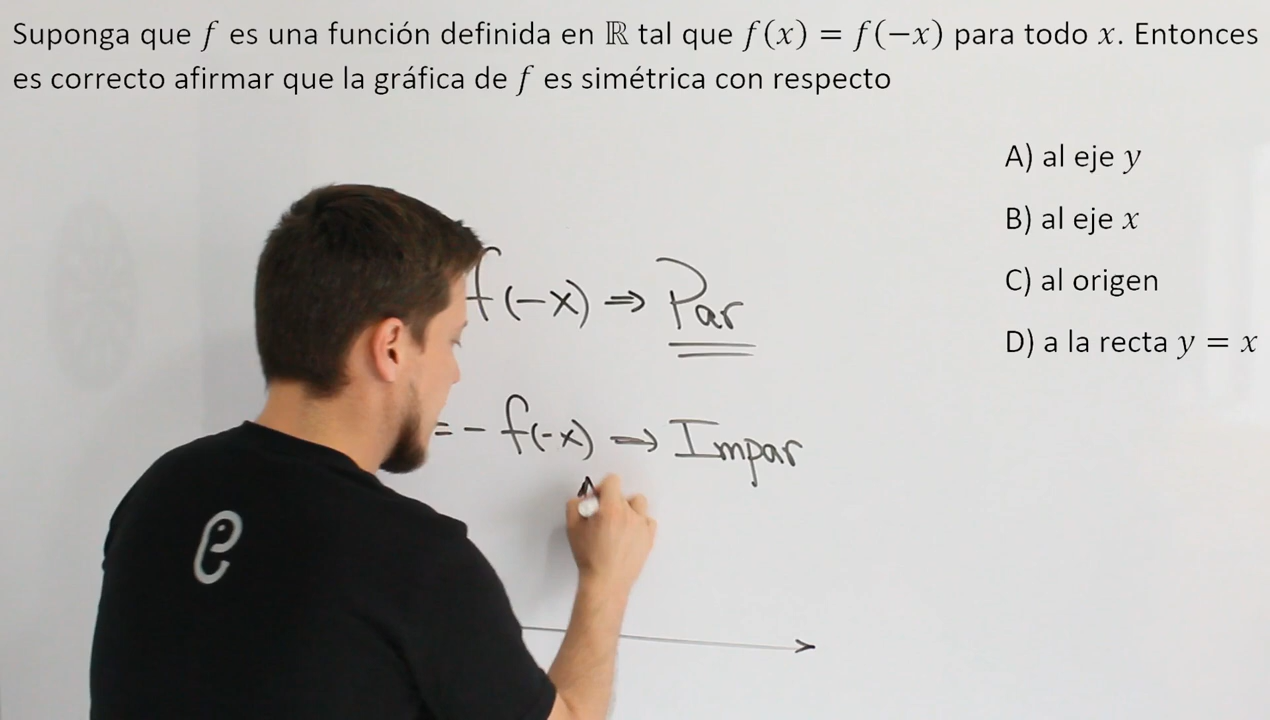 Suponga que f es una función definida en ℝ tal que f(x) = f(−x) para todo x. Entonces
es correcto afirmar que la gráfica de f es simétrica con respecto
A) al eje y
B) al eje x
C) al origen
D) a la recta y = x
f(-x) ⇒ Par
= - f(-x) → Impar